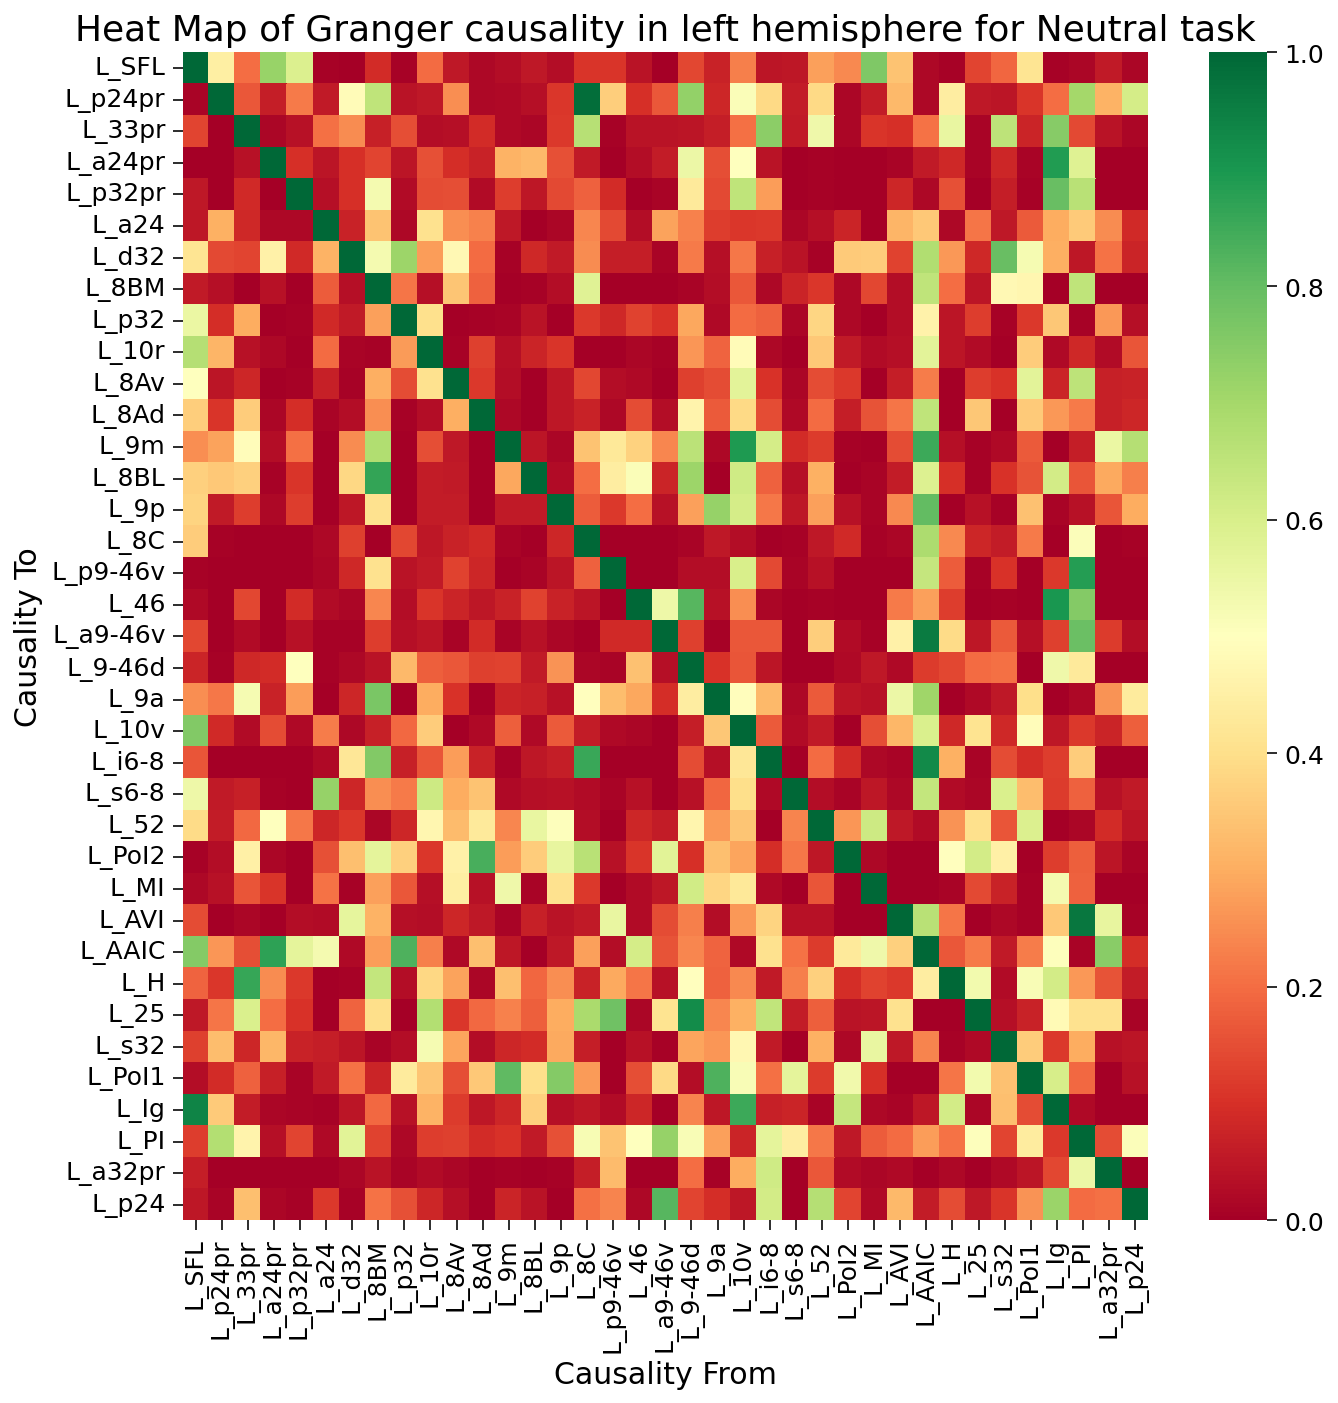 Heat Map of Granger causality in left hemisphere for Neutral task
Causality To
L_SFL
L_p24pr
L_33pr
L_a24pr
L_p32pr
L_a24
L_d32
L_8BM
L_p32
L_10r
L_8Av
L_8Ad
L_9m
L_8BL
L_9p
L_8C
L_p9-46v
L_46
L_a9-46v
L_9-46d
L_9a
L_10v
L_i6-8
L_s6-8
L_52
L_PoI2
L_MI
L_AVI
L_AAIC
L_H
L_25
L_s32
L_PoI1
L_Ig
L_PI
L_a32pr
L_p24
L_SFL
L_p24pr
L_33pr
L_a24pr
L_p32pr
L_a24
L_d32
L_8BM
L_p32
L_10r
L_8Av
L_8Ad
L_9m
L_8BL
L_9p
L_8C
L_p9-46v
L_46
L_a9-46v
L_9-46d
L_9a
L_10v
L_i6-8
L_s6-8
L_52
L_PoI2
L_MI
L_AVI
L_AAIC
L_H
L_25
L_s32
L_PoI1
L_Ig
L_PI
L_a32pr
L_p24
Causality From
1.0
0.8
0.6
0.4
0.2
0.0